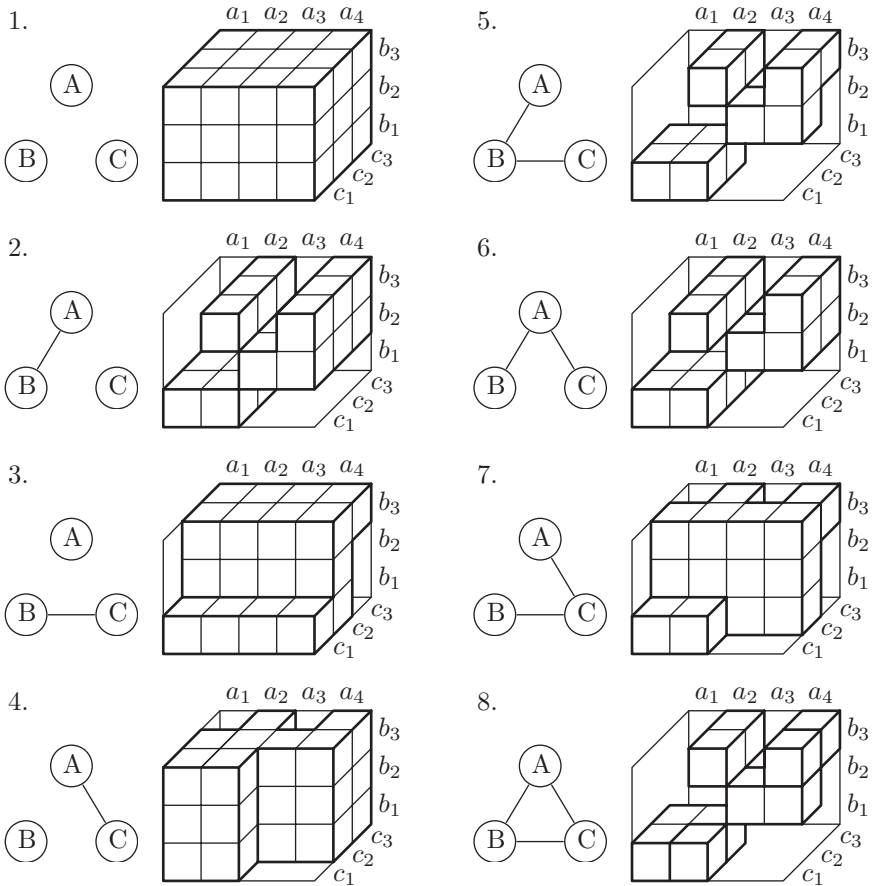 1.
a₁ a₂ a₃ a₄
b₃
b₂
b₁
c₃
c₂
c₁
A
B C
5.
a₁ a₂ a₃ a₄
b₃
b₂
b₁
c₃
c₂
c₁
A
B C
2.
a₁ a₂ a₃ a₄
b₃
b₂
b₁
c₃
c₂
c₁
A
B C
6.
a₁ a₂ a₃ a₄
b₃
b₂
b₁
c₃
c₂
c₁
A
B C
3.
a₁ a₂ a₃ a₄
b₃
b₂
b₁
c₃
c₂
c₁
A
B C
7.
a₁ a₂ a₃ a₄
b₃
b₂
b₁
c₃
c₂
c₁
A
B C
4.
a₁ a₂ a₃ a₄
b₃
b₂
b₁
c₃
c₂
c₁
A
B C
8.
a₁ a₂ a₃ a₄
b₃
b₂
b₁
c₃
c₂
c₁
A
B C